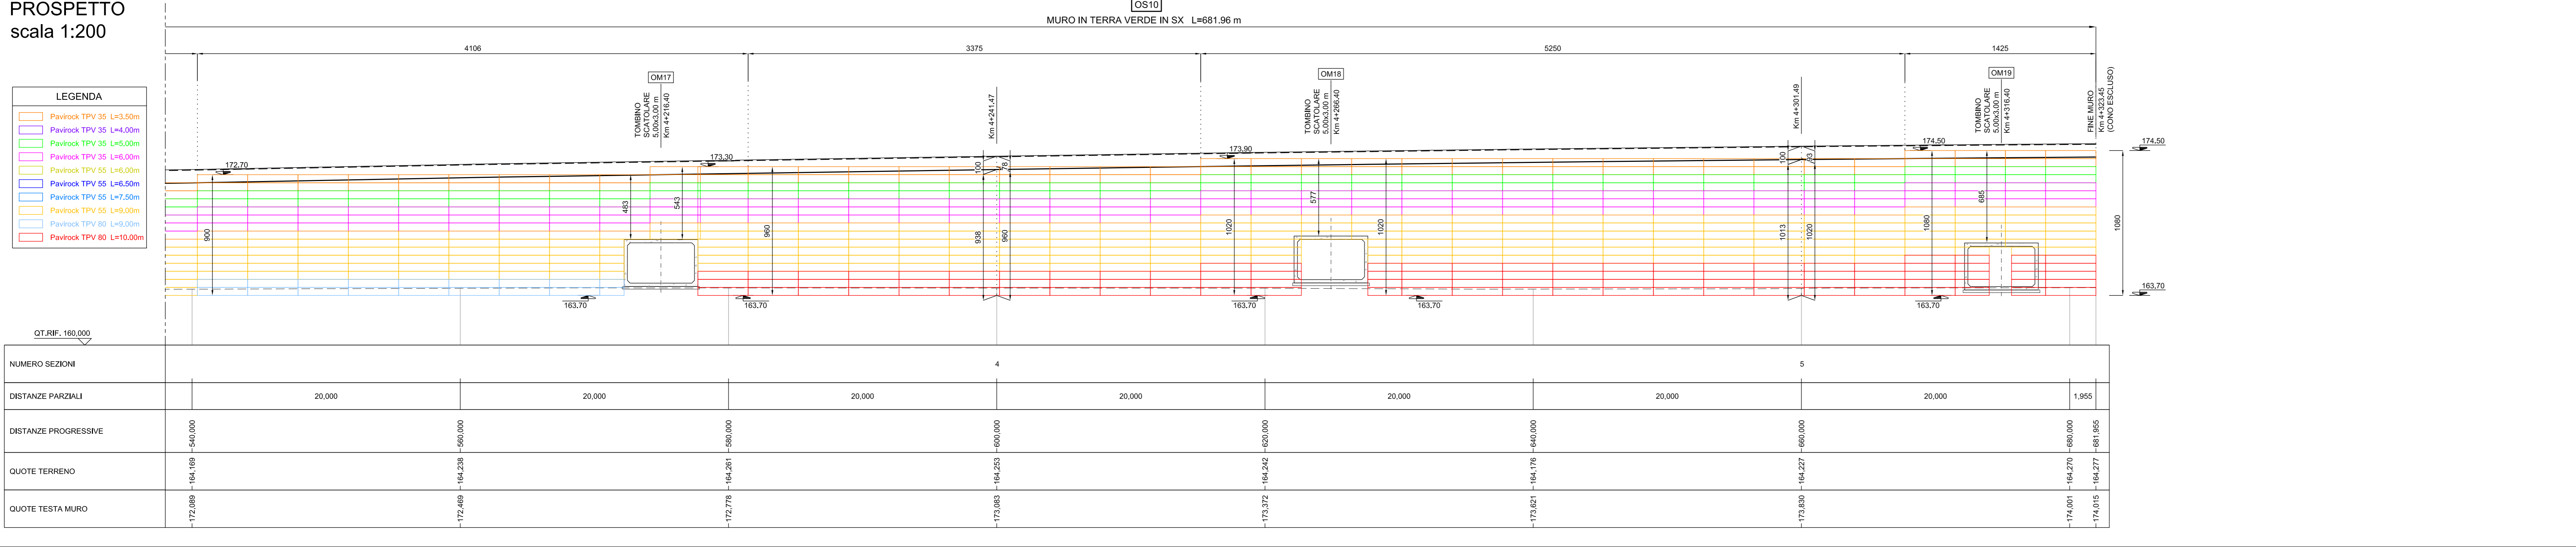 PROSPETTO
scala 1:200
OS10
MURO IN TERRA VERDE IN SX L=681.96 m
4106
3375
5250
1425
LEGENDA
Pavirock TPV 35 L=3,50m
Pavirock TPV 35 L=4,00m
Pavirock TPV 35 L=5,00m
Pavirock TPV 35 L=6,00m
Pavirock TPV 55 L=6,00m
Pavirock TPV 55 L=6,50m
Pavirock TPV 55 L=7,50m
Pavirock TPV 55 L=9,00m
Pavirock TPV 80 L=9,00m
Pavirock TPV 80 L=10,00m
OM17
TOMBINO
SCATOLARE
5,00x3,00 m
Km 4+216,40
Km 4+241,47
OM18
TOMBINO
SCATOLARE
5,00x3,00 m
Km 4+266,40
Km 4+301,49
OM19
TOMBINO
SCATOLARE
5,00x3,00 m
Km 4+316,40
FINE MURO
Km 4+323,45
(CONO ESCLUSO)
172,70
173,30
173,90
174,50
174,50
100
78
100
93
900
483
543
960
938
960
1020
577
1020
1013
1020
1080
685
1080
163,70
163,70
163,70
163,70
163,70
163,70
QT.RIF. 160,000
NUMERO SEZIONI
4
5
DISTANZE PARZIALI
20,000
20,000
20,000
20,000
20,000
20,000
20,000
1,955
DISTANZE PROGRESSIVE
540,000
560,000
580,000
600,000
620,000
640,000
660,000
680,000
681,955
QUOTE TERRENO
164,169
164,238
164,261
164,253
164,242
164,176
164,227
164,270
164,277
QUOTE TESTA MURO
172,089
172,469
172,778
173,083
173,372
173,621
173,830
174,001
174,015